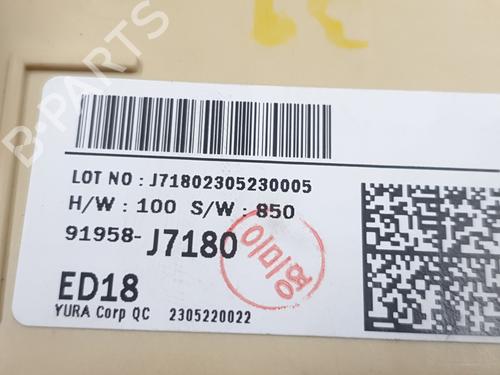 B-PARTS
LOT NO : J71802305230005
H/W : 100 S/W : 850
91958-J7180
ED18
YURA Corp QC 2305220022